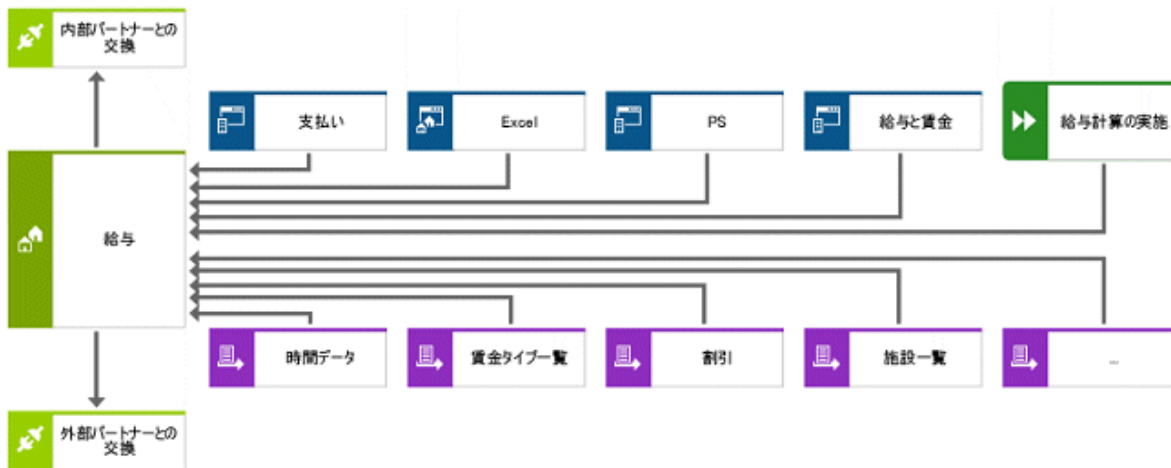 内部パートナーとの
交換
支払い
Excel
PS
給与と賃金
給与計算の実施
給与
時間データ
賃金タイプ一覧
割引
施設一覧
...
外部パートナーとの
交換